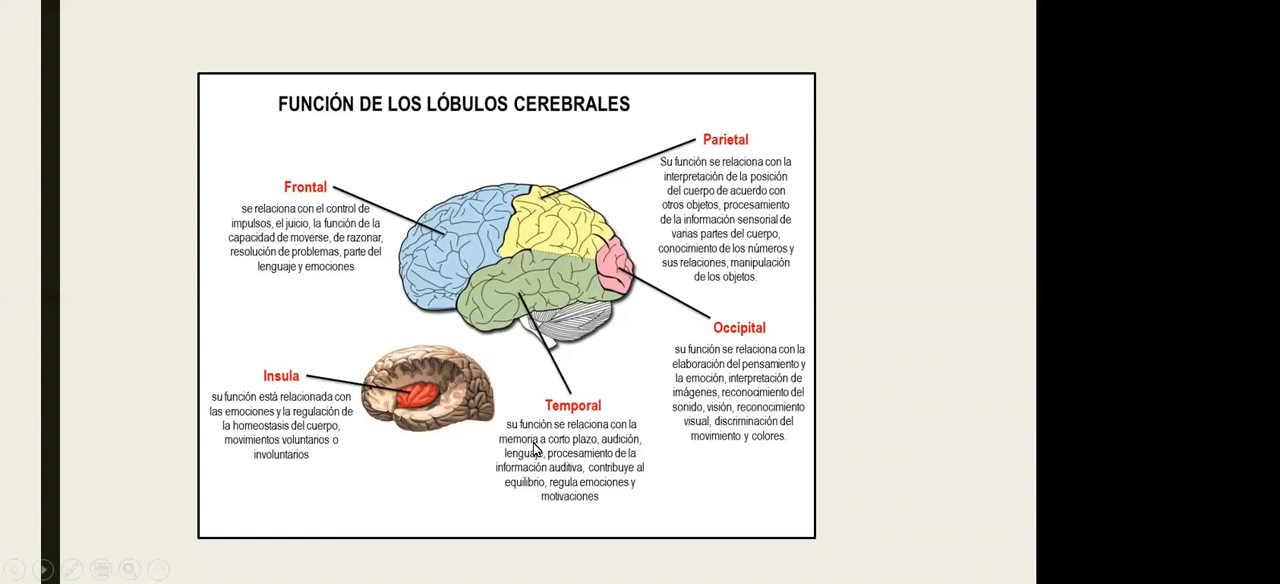 FUNCIÓN DE LOS LÓBULOS CEREBRALES
Parietal
Su función se relaciona con la
interpretación de la posición
del cuerpo de acuerdo con
otros objetos, procesamiento
de la información sensorial de
varias partes del cuerpo,
conocimiento de los números y
sus relaciones, manipulación
de los objetos.
Frontal
se relaciona con el control de
impulsos, el juicio, la función de la
capacidad de moverse, de razonar,
resolución de problemas, parte del
lenguaje y emociones
Occipital
su función se relaciona con la
elaboración del pensamiento y
la emoción, interpretación de
imágenes, reconocimiento del
sonido, visión, reconocimiento
visual, discriminación del
movimiento y colores.
Insula
su función está relacionada con
las emociones y la regulación de
la homeostasis del cuerpo,
movimientos voluntarios o
involuntarios
Temporal
su función se relaciona con la
memoria a corto plazo, audición,
lenguaje, procesamiento de la
información auditiva, contribuye al
equilibrio, regula emociones y
motivaciones